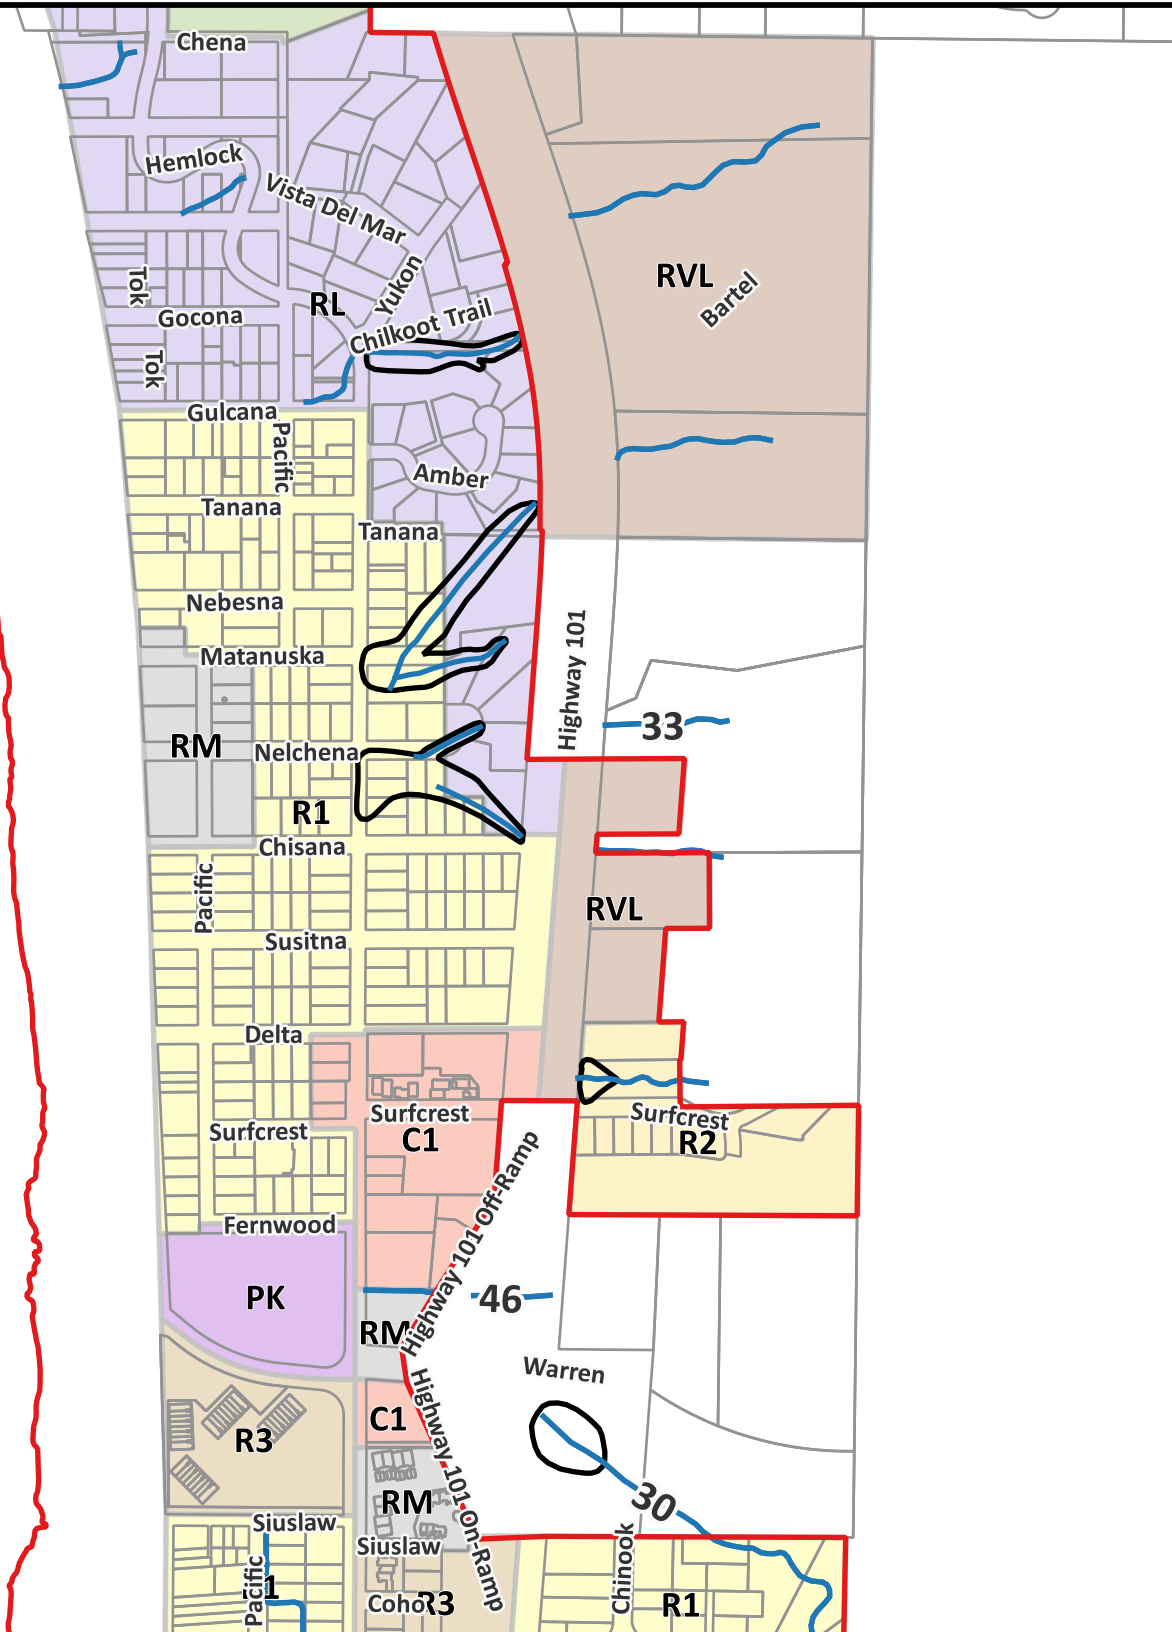 Chena
Hemlock
Vista Del Mar
Tok
Yukon
RL
RVL
Bartel
Gocona
Chilkoot Trail
Tok
Gulcana
Pacific
Amber
Tanana
Tanana
Nebesna
Highway 101
Matanuska
33
RM
Nelchena
R1
Chisana
Pacific
RVL
Susitna
Delta
Surfcrest
Surfcrest
Surfcrest
C1
R2
Highway 101 Off-Ramp
Fernwood
PK
46
RM
Warren
Highway 101 On-Ramp
C1
R3
RM
30
Siuslaw
Siuslaw
Chinook
Pacific
Coho
R3
R1